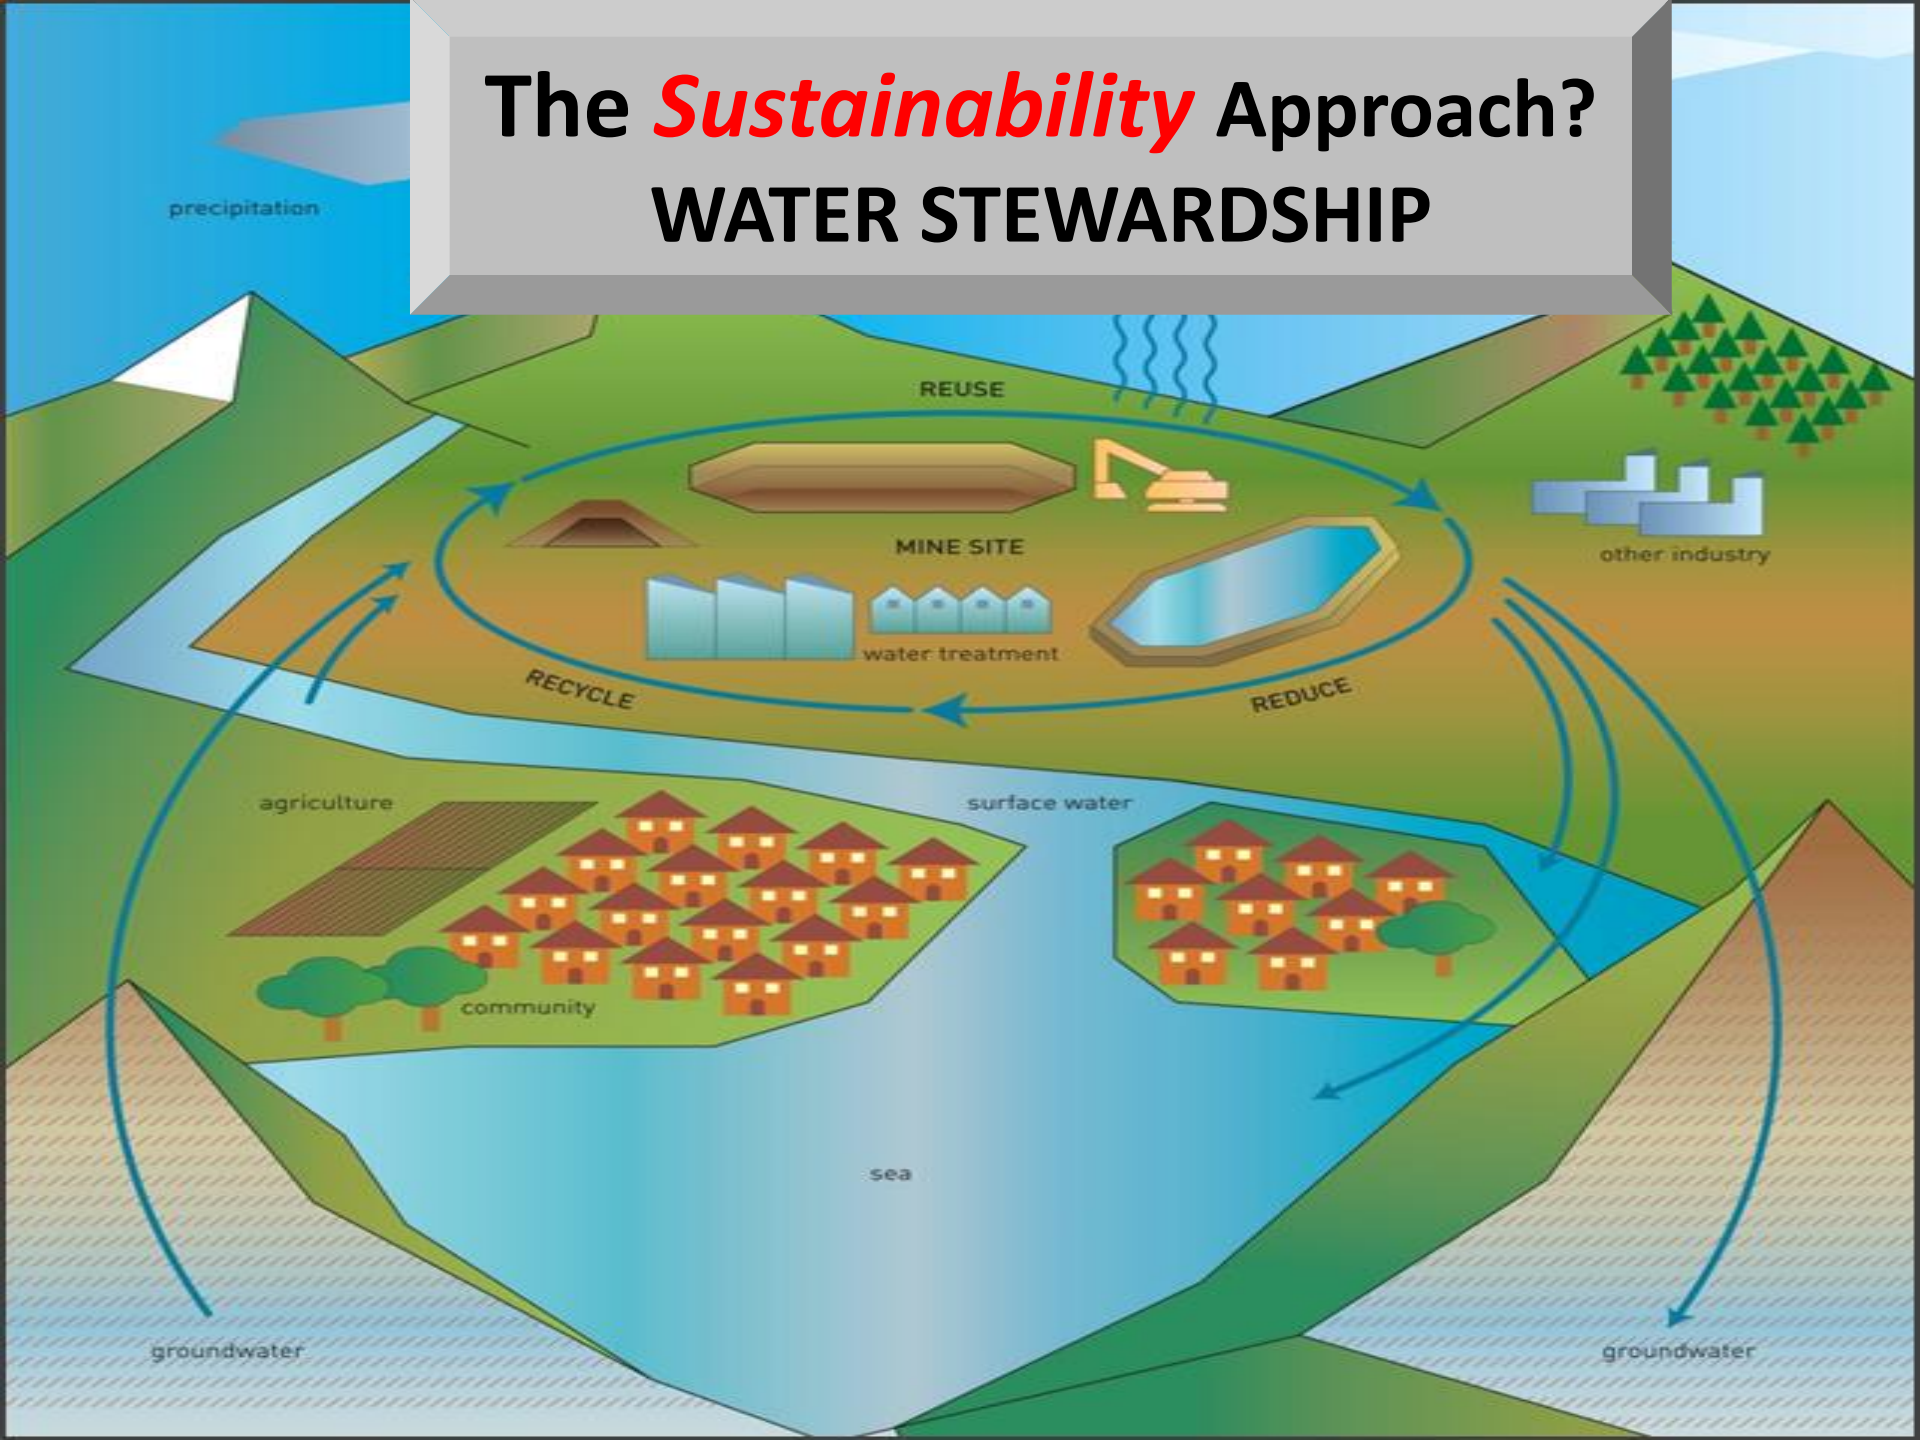 The Sustainability Approach?
WATER STEWARDSHIP
precipitation
REUSE
MINE SITE
other industry
water treatment
RECYCLE
REDUCE
agriculture
surface water
community
sea
groundwater
groundwater